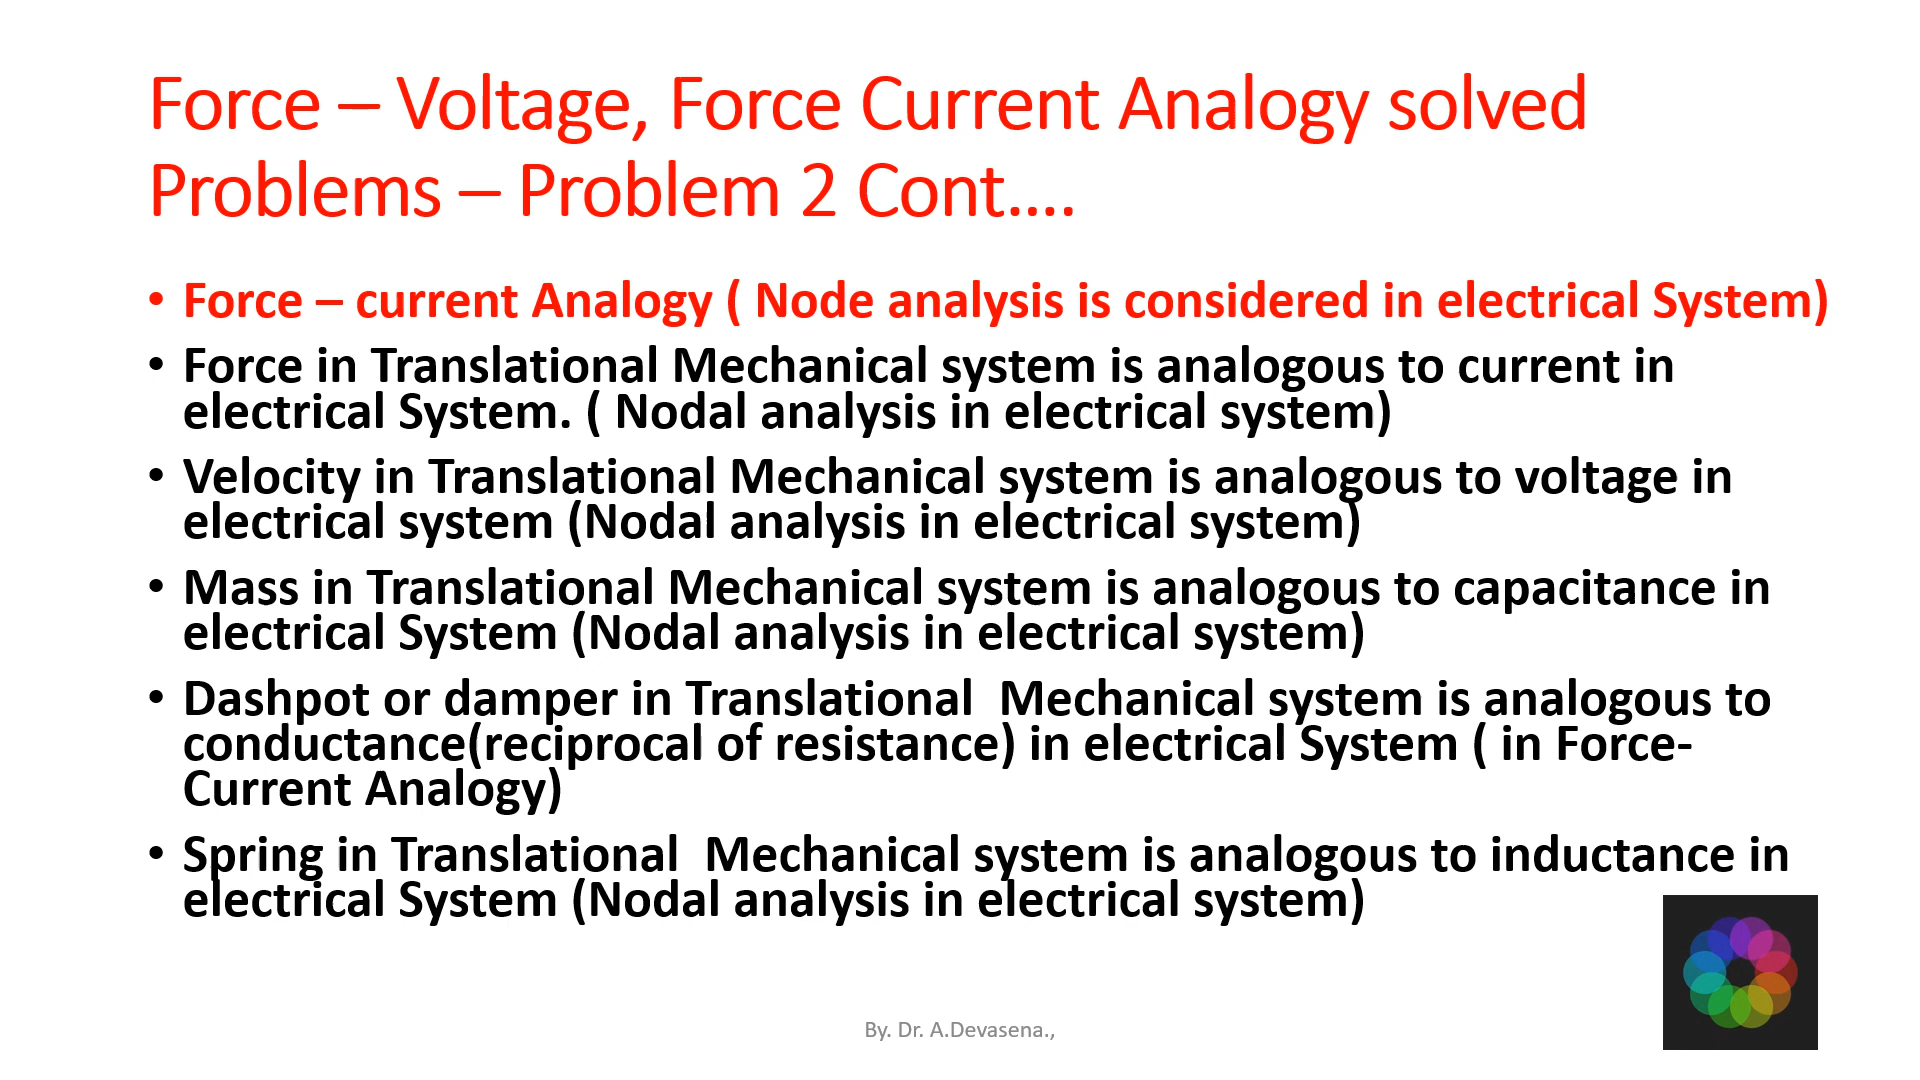 Force – Voltage, Force Current Analogy solved
Problems – Problem 2 Cont….
• Force – current Analogy ( Node analysis is considered in electrical System)
• Force in Translational Mechanical system is analogous to current in
electrical System. ( Nodal analysis in electrical system)
• Velocity in Translational Mechanical system is analogous to voltage in
electrical system (Nodal analysis in electrical system)
• Mass in Translational Mechanical system is analogous to capacitance in
electrical System (Nodal analysis in electrical system)
• Dashpot or damper in Translational  Mechanical system is analogous to
conductance(reciprocal of resistance) in electrical System ( in Force-
Current Analogy)
• Spring in Translational  Mechanical system is analogous to inductance in
electrical System (Nodal analysis in electrical system)
By. Dr. A.Devasena.,